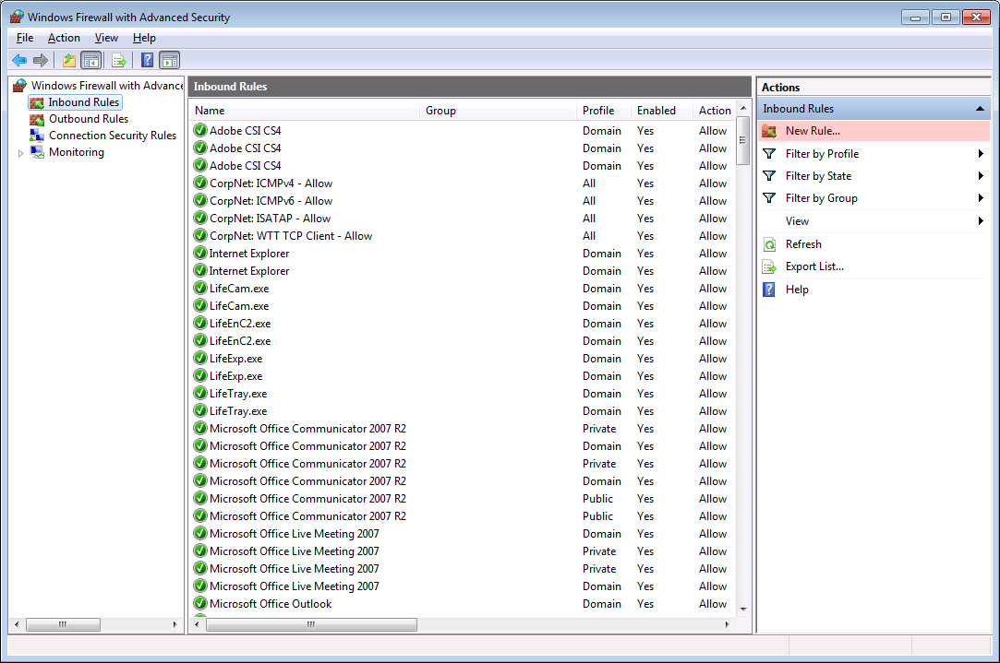 Windows Firewall with Advanced Security
File Action View Help
Windows Firewall with Advance
Inbound Rules
Outbound Rules
Connection Security Rules
Monitoring
Inbound Rules
Name Group Profile Enabled Action
Adobe CSI CS4 Domain Yes Allow
Adobe CSI CS4 Domain Yes Allow
Adobe CSI CS4 Domain Yes Allow
CorpNet: ICMPv4 - Allow All Yes Allow
CorpNet: ICMPv6 - Allow All Yes Allow
CorpNet: ISATAP - Allow All Yes Allow
CorpNet: WTT TCP Client - Allow All Yes Allow
Internet Explorer Domain Yes Allow
Internet Explorer Domain Yes Allow
LifeCam.exe Domain Yes Allow
LifeCam.exe Domain Yes Allow
LifeEnC2.exe Domain Yes Allow
LifeEnC2.exe Domain Yes Allow
LifeExp.exe Domain Yes Allow
LifeExp.exe Domain Yes Allow
LifeTray.exe Domain Yes Allow
LifeTray.exe Domain Yes Allow
Microsoft Office Communicator 2007 R2 Private Yes Allow
Microsoft Office Communicator 2007 R2 Domain Yes Allow
Microsoft Office Communicator 2007 R2 Private Yes Allow
Microsoft Office Communicator 2007 R2 Domain Yes Allow
Microsoft Office Communicator 2007 R2 Public Yes Allow
Microsoft Office Communicator 2007 R2 Public Yes Allow
Microsoft Office Live Meeting 2007 Domain Yes Allow
Microsoft Office Live Meeting 2007 Private Yes Allow
Microsoft Office Live Meeting 2007 Private Yes Allow
Microsoft Office Live Meeting 2007 Domain Yes Allow
Microsoft Office Outlook Domain Yes Allow
Actions
Inbound Rules
New Rule...
Filter by Profile
Filter by State
Filter by Group
View
Refresh
Export List...
Help